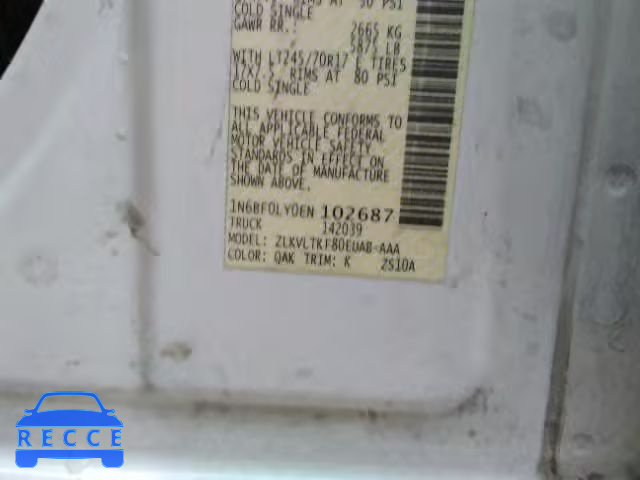 COLD SINGLE
GAWR RR.: 2665 KG
5875 LB
WITH LT245/70R17 E TIRES
17X7.5 RIMS AT 80 PSI
COLD SINGLE
THIS VEHICLE CONFORMS TO
ALL APPLICABLE FEDERAL
MOTOR VEHICLE SAFETY
STANDARDS IN EFFECT ON
THE DATE OF MANUFACTURE
SHOWN ABOVE.
1N6BF0LY0EN 102687
TRUCK 142039
MODEL: ZLKVLTKF80EUAB-AAA
COLOR: QAK TRIM: K 2S10A
RECCE